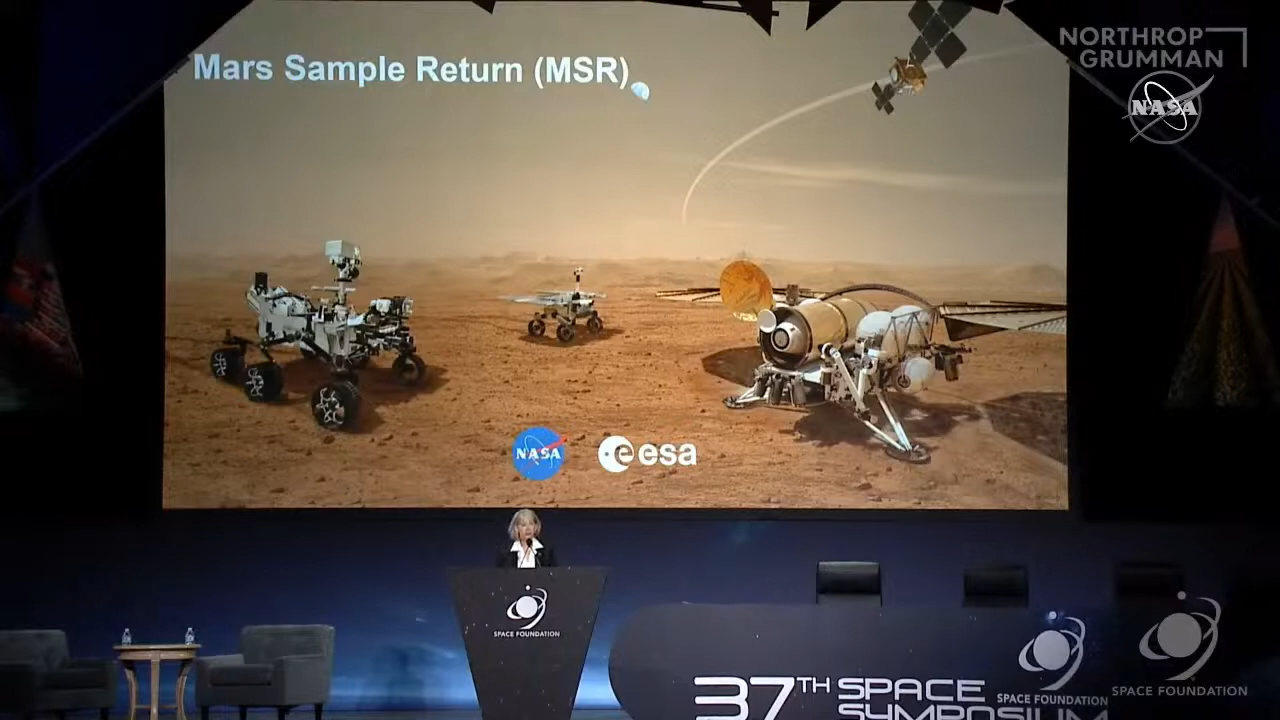 Mars Sample Return (MSR)
NORTHROP
GRUMMAN
NASA
NASA
esa
SPACE FOUNDATION
37TH SPACE
SYMPOSIUM
SPACE FOUNDATION
SPACE FOUNDATION